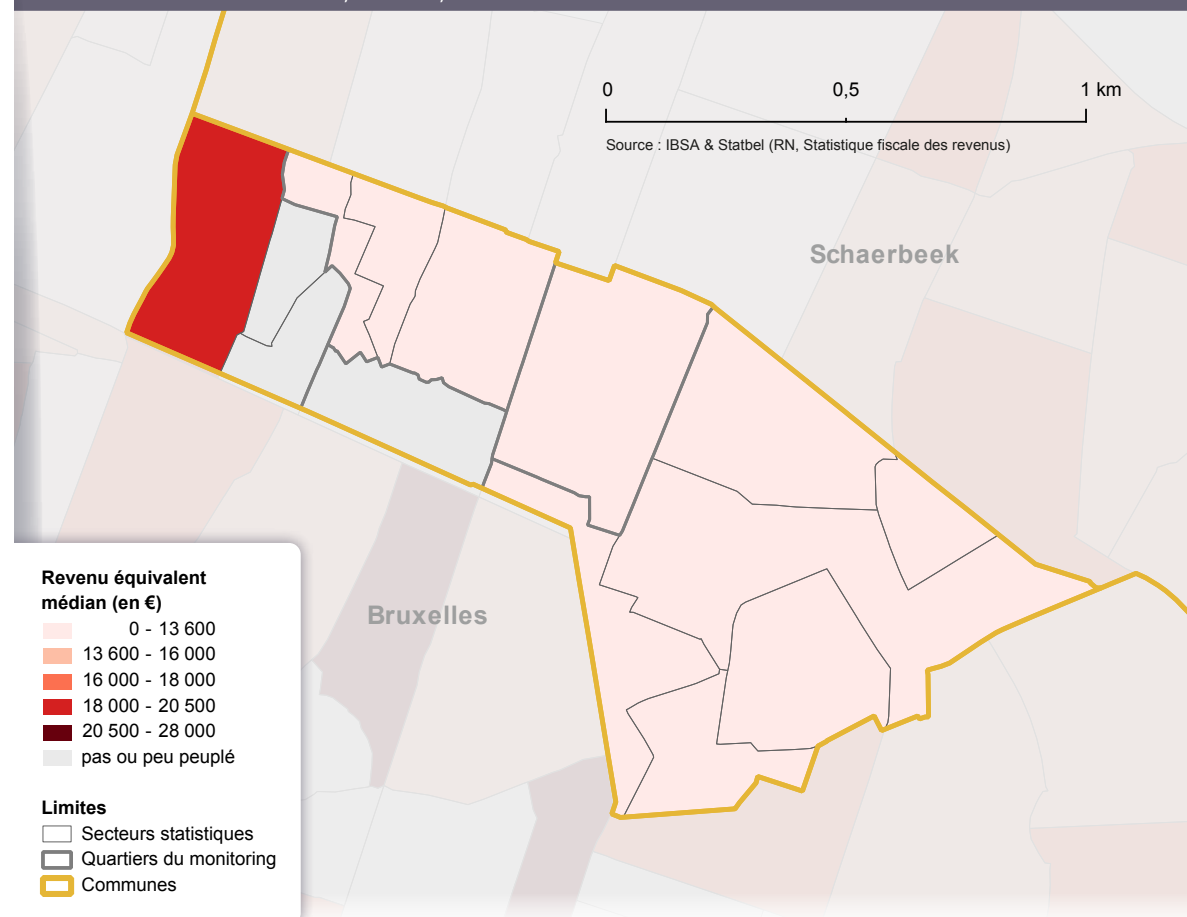 0 0,5 1 km
Source : IBSA & Statbel (RN, Statistique fiscale des revenus)
Schaerbeek
Bruxelles
Revenu équivalent
médian (en €)
0 - 13 600
13 600 - 16 000
16 000 - 18 000
18 000 - 20 500
20 500 - 28 000
pas ou peu peuplé
Limites
Secteurs statistiques
Quartiers du monitoring
Communes